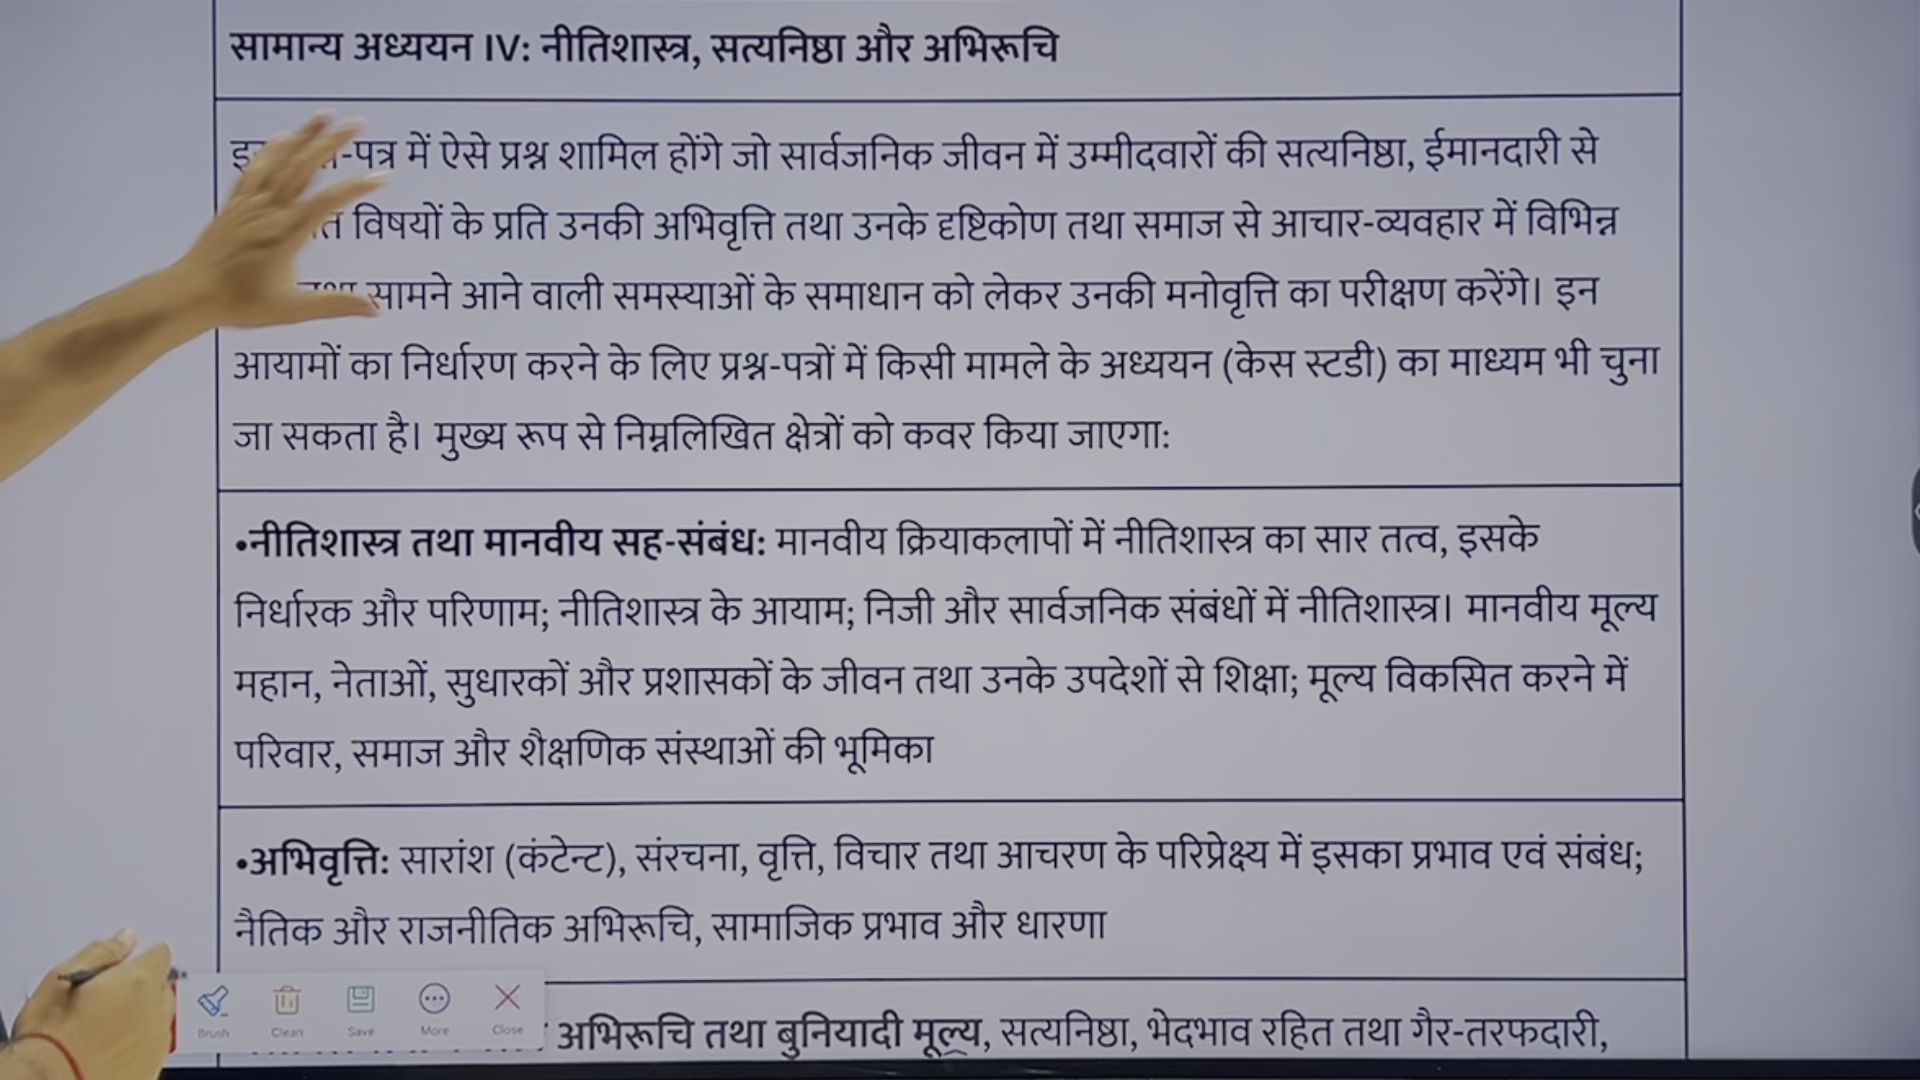 सामान्य अध्ययन IV: नीतिशास्त्र, सत्यनिष्ठा और अभिरूचि
-पत्र में ऐसे प्रश्न शामिल होंगे जो सार्वजनिक जीवन में उम्मीदवारों की सत्यनिष्ठा, ईमानदारी से
विषयों के प्रति उनकी अभिवृत्ति तथा उनके दृष्टिकोण तथा समाज से आचार-व्यवहार में विभिन्न
सामने आने वाली समस्याओं के समाधान को लेकर उनकी मनोवृत्ति का परीक्षण करेंगे। इन
आयामों का निर्धारण करने के लिए प्रश्न-पत्रों में किसी मामले के अध्ययन (केस स्टडी) का माध्यम भी चुना
जा सकता है। मुख्य रूप से निम्नलिखित क्षेत्रों को कवर किया जाएगा:
•नीतिशास्त्र तथा मानवीय सह-संबंध: मानवीय क्रियाकलापों में नीतिशास्त्र का सार तत्व, इसके
निर्धारक और परिणाम; नीतिशास्त्र के आयाम; निजी और सार्वजनिक संबंधों में नीतिशास्त्र। मानवीय मूल्य
महान, नेताओं, सुधारकों और प्रशासकों के जीवन तथा उनके उपदेशों से शिक्षा; मूल्य विकसित करने में
परिवार, समाज और शैक्षणिक संस्थाओं की भूमिका
•अभिवृत्ति: सारांश (कंटेन्ट), संरचना, वृत्ति, विचार तथा आचरण के परिप्रेक्ष्य में इसका प्रभाव एवं संबंध;
नैतिक और राजनीतिक अभिरूचि, सामाजिक प्रभाव और धारणा
अभिरूचि तथा बुनियादी मूल्य, सत्यनिष्ठा, भेदभाव रहित तथा गैर-तरफदारी,
Brush Clean Save More Close